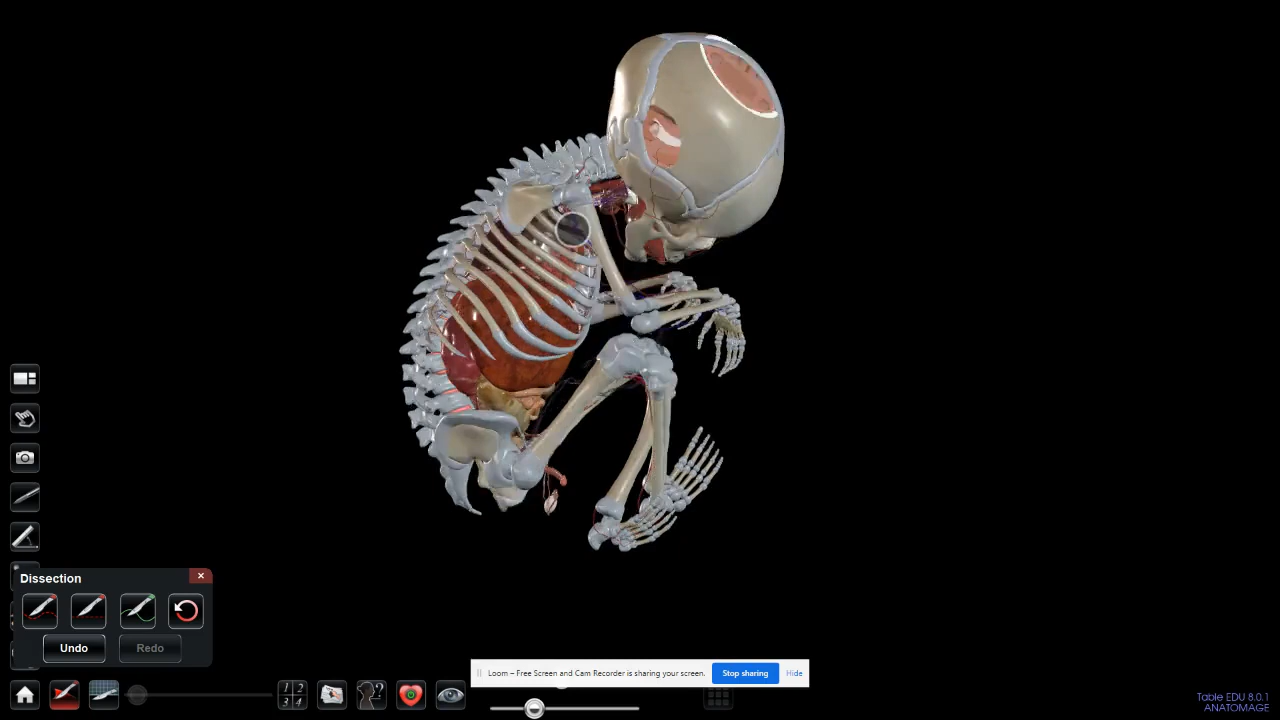 Dissection
Undo
Redo
Loom – Free Screen and Cam Recorder is sharing your screen.
Stop sharing
Hide
1 2
3 4
??
Table EDU 8.0.1
ANATOMAGE